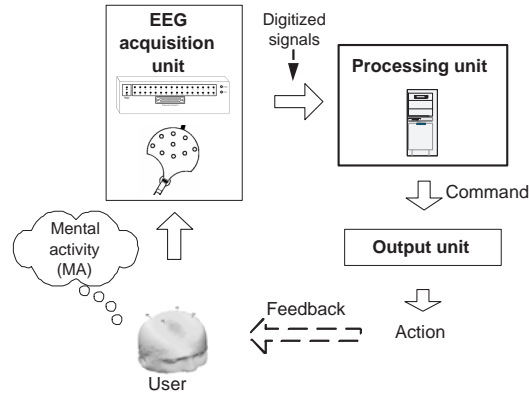 EEG
acquisition
unit
Digitized
signals
Processing unit
Command
Output unit
Action
Feedback
User
Mental
activity
(MA)